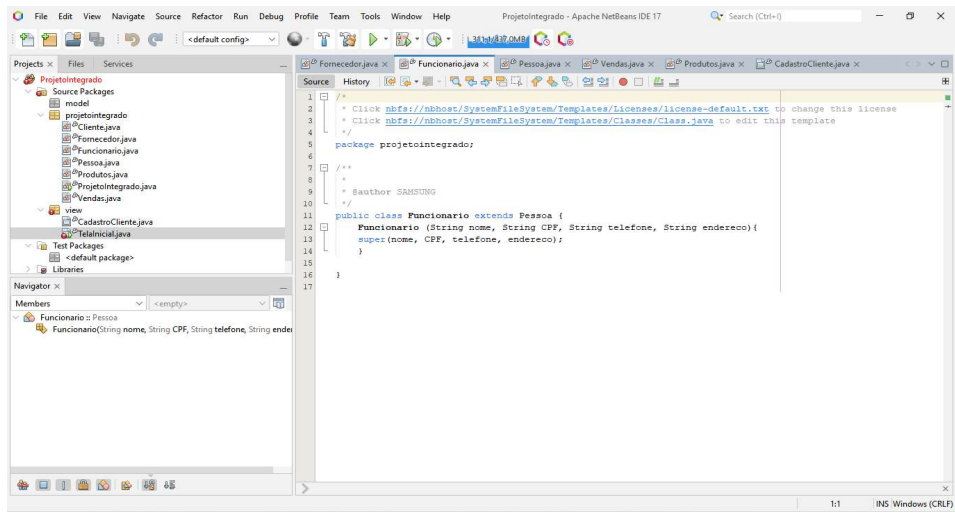 File Edit View Navigate Source Refactor Run Debug Profile Team Tools Window Help ProjetoIntegrado - Apache NetBeans IDE 17 Search (Ctrl+I)
<default config>
Projects Files Services
ProjetoIntegrado
Source Packages
model
projetointegrado
Cliente.java
Fornecedor.java
Funcionario.java
Pessoa.java
Produtos.java
ProjetoIntegrado.java
Vendas.java
view
CadastroCliente.java
TelaInicial.java
Test Packages
<default package>
Libraries
Navigator
Members <empty>
Funcionario :: Pessoa
Funcionario(String nome, String CPF, String telefone, String ender
Fornecedor.java Funcionario.java Pessoa.java Vendas.java Produtos.java CadastroCliente.java
Source History
1 /*
2 * Click nbfs://nbhost/SystemFileSystem/Templates/Licenses/license-default.txt to change this license
3 * Click nbfs://nbhost/SystemFileSystem/Templates/Classes/Class.java to edit this template
4 */
5 package projetointegrado;
6
7 /**
8 *
9 * @author SAMSUNG
10 */
11 public class Funcionario extends Pessoa {
12 Funcionario (String nome, String CPF, String telefone, String endereco){
13 super(nome, CPF, telefone, endereco);
14 }
15
16 }
17
1:1 INS Windows (CRLF)